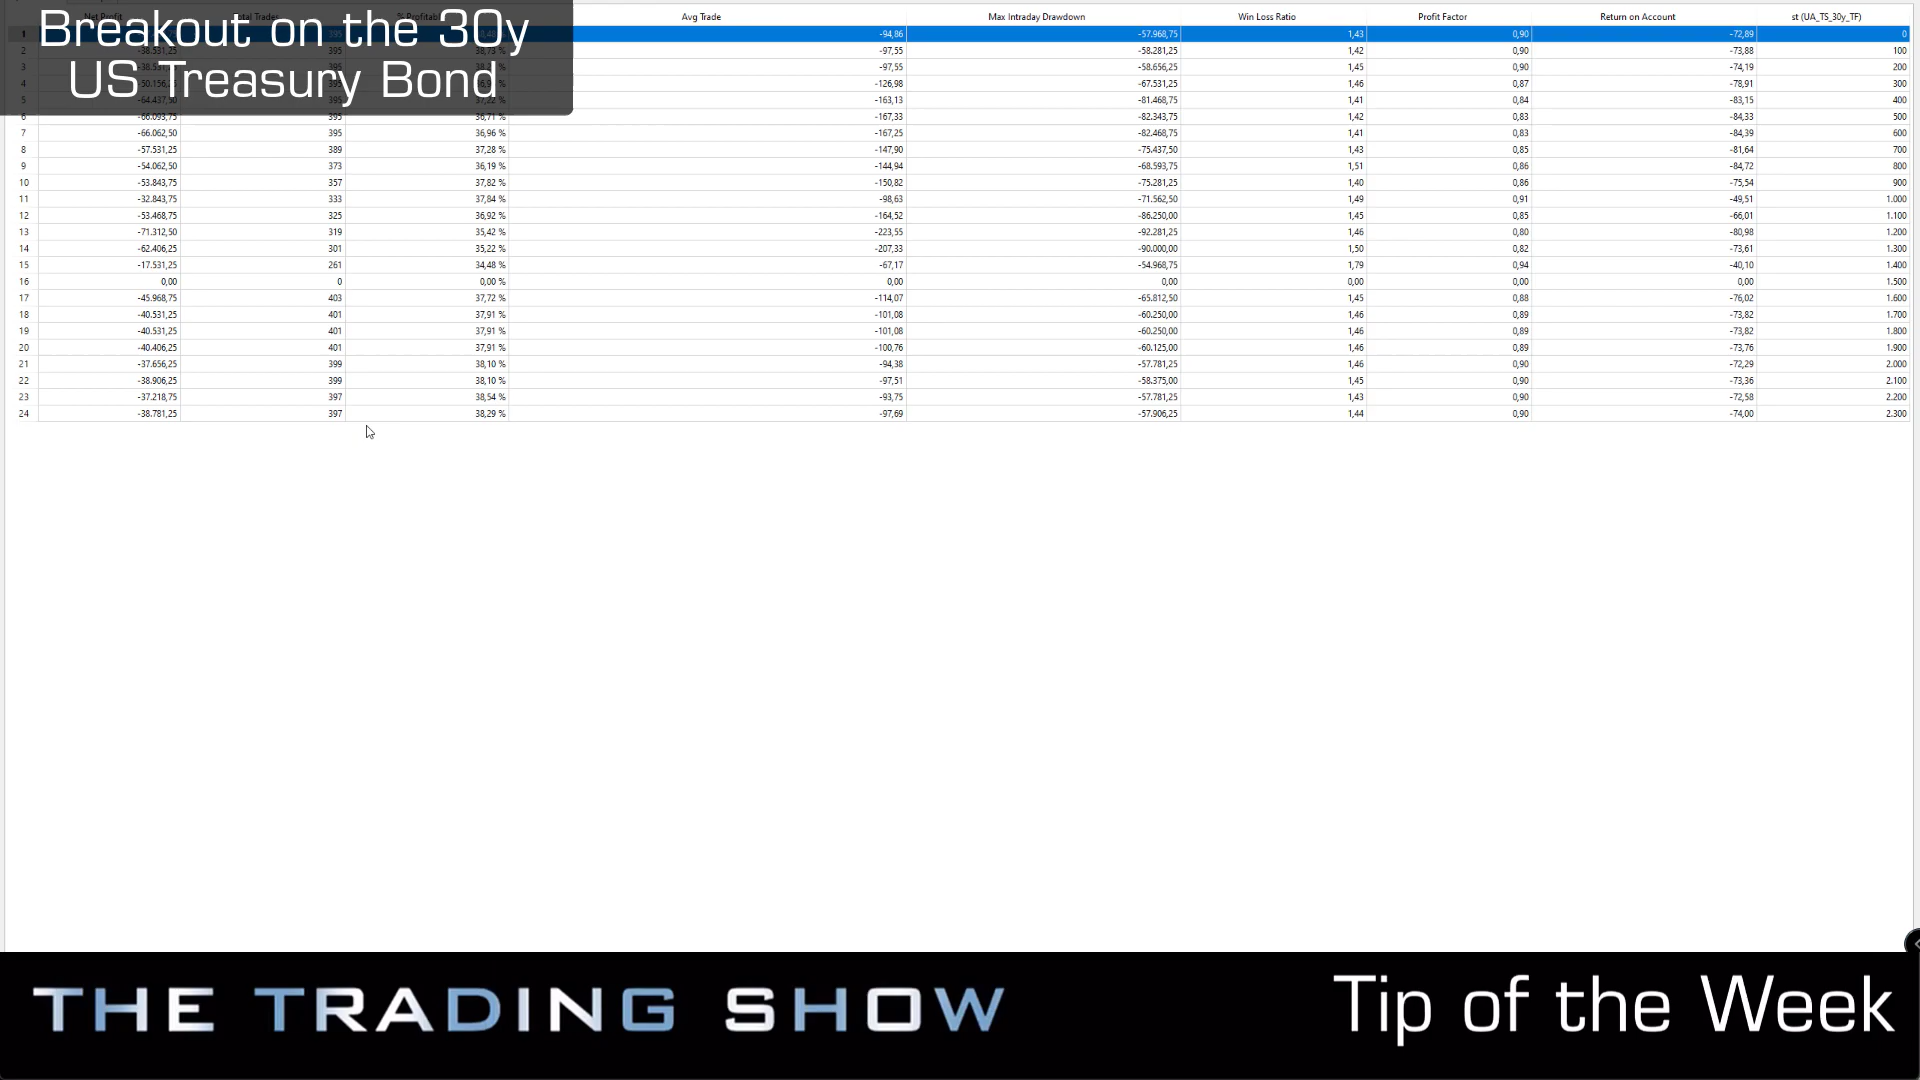 Breakout on the 30y
US Treasury Bond
Net Profit Total Trades % Profitable Avg Trade Max Intraday Drawdown Win Loss Ratio Profit Factor Return on Account st (UA_TS_30y_TF)
1 395 -94,86 -57.968,75 1,43 0,90 -72,89 0
2 -38.531,25 395 38,73 % -97,55 -58.281,25 1,42 0,90 -73,88 100
3 395 -97,55 -58.656,25 1,45 0,90 -74,19 200
4 -126,98 -67.531,25 1,46 0,87 -78,91 300
5 -64.437,50 395 37,22 % -163,13 -81.468,75 1,41 0,84 -83,15 400
6 -66.093,75 395 36,71 % -167,33 -82.343,75 1,42 0,83 -84,33 500
7 -66.062,50 395 36,96 % -167,25 -82.468,75 1,41 0,83 -84,39 600
8 -57.531,25 389 37,28 % -147,90 -75.437,50 1,43 0,85 -81,64 700
9 -54.062,50 373 36,19 % -144,94 -68.593,75 1,51 0,86 -84,72 800
10 -53.843,75 357 37,82 % -150,82 -75.281,25 1,40 0,86 -75,54 900
11 -32.843,75 333 37,84 % -98,63 -71.562,50 1,49 0,91 -49,51 1.000
12 -53.468,75 325 36,92 % -164,52 -86.250,00 1,45 0,85 -66,01 1.100
13 -71.312,50 319 35,42 % -223,55 -92.281,25 1,46 0,80 -80,98 1.200
14 -62.406,25 301 35,22 % -207,33 -90.000,00 1,50 0,82 -73,61 1.300
15 -17.531,25 261 34,48 % -67,17 -54.968,75 1,79 0,94 -40,10 1.400
16 0,00 0 0,00 % 0,00 0,00 0,00 0,00 0,00 1.500
17 -45.968,75 403 37,72 % -114,07 -65.812,50 1,45 0,88 -76,02 1.600
18 -40.531,25 401 37,91 % -101,08 -60.250,00 1,46 0,89 -73,82 1.700
19 -40.531,25 401 37,91 % -101,08 -60.250,00 1,46 0,89 -73,82 1.800
20 -40.406,25 401 37,91 % -100,76 -60.125,00 1,46 0,89 -73,76 1.900
21 -37.656,25 399 38,10 % -94,38 -57.781,25 1,46 0,90 -72,29 2.000
22 -38.906,25 399 38,10 % -97,51 -58.375,00 1,45 0,90 -73,36 2.100
23 -37.218,75 397 38,54 % -93,75 -57.781,25 1,43 0,90 -72,58 2.200
24 -38.781,25 397 38,29 % -97,69 -57.906,25 1,44 0,90 -74,00 2.300
THE TRADING SHOW
Tip of the Week